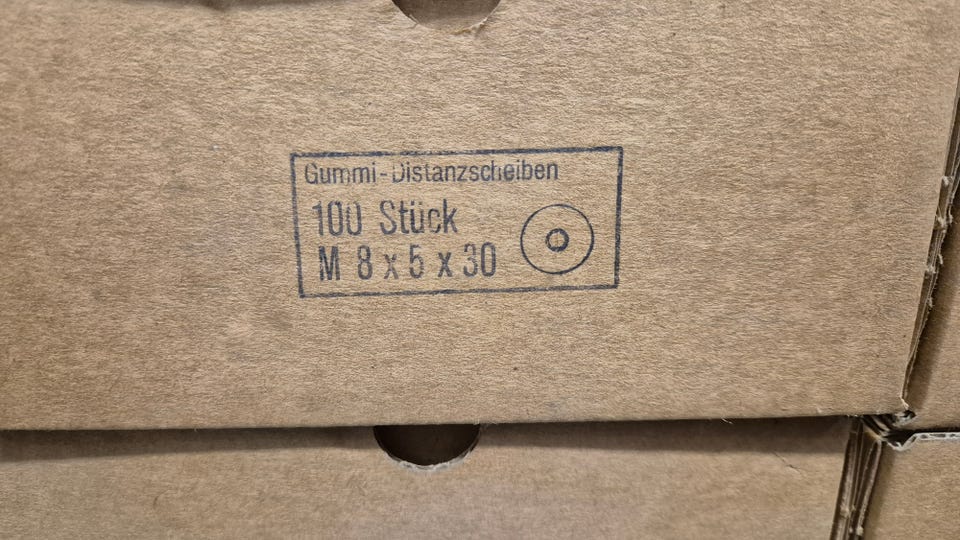 Gummi-Distanzscheiben
100 Stück
M 8 x 5 x 30